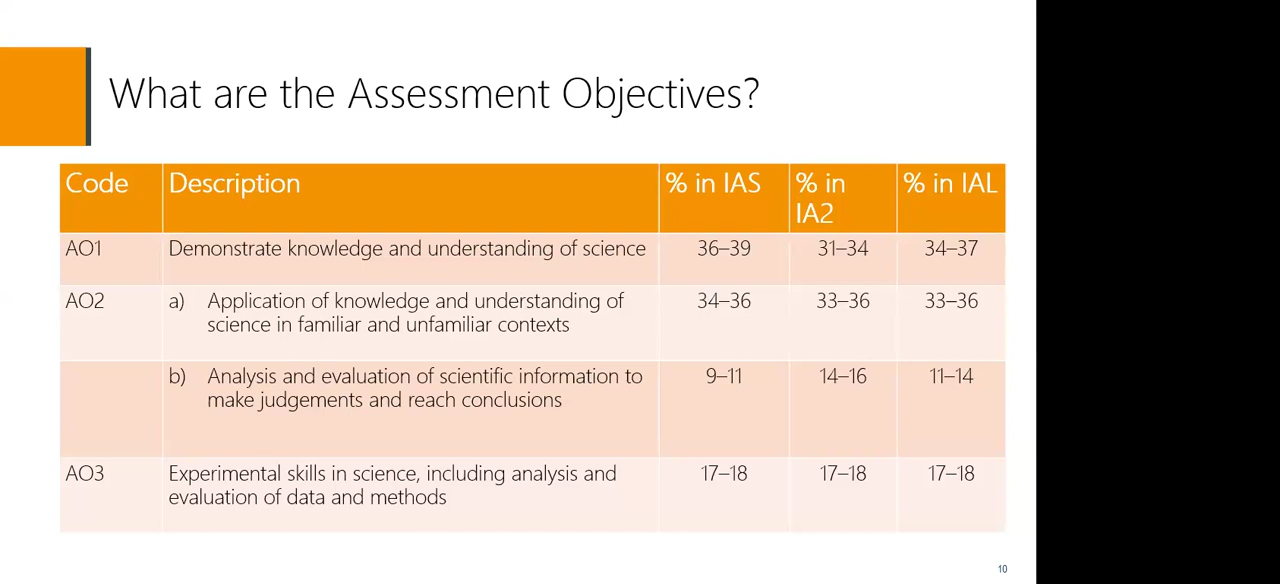 What are the Assessment Objectives?
Code Description % in IAS % in IA2 % in IAL
AO1 Demonstrate knowledge and understanding of science 36–39 31–34 34–37
AO2 a) Application of knowledge and understanding of science in familiar and unfamiliar contexts 34–36 33–36 33–36
b) Analysis and evaluation of scientific information to make judgements and reach conclusions 9–11 14–16 11–14
AO3 Experimental skills in science, including analysis and evaluation of data and methods 17–18 17–18 17–18
10